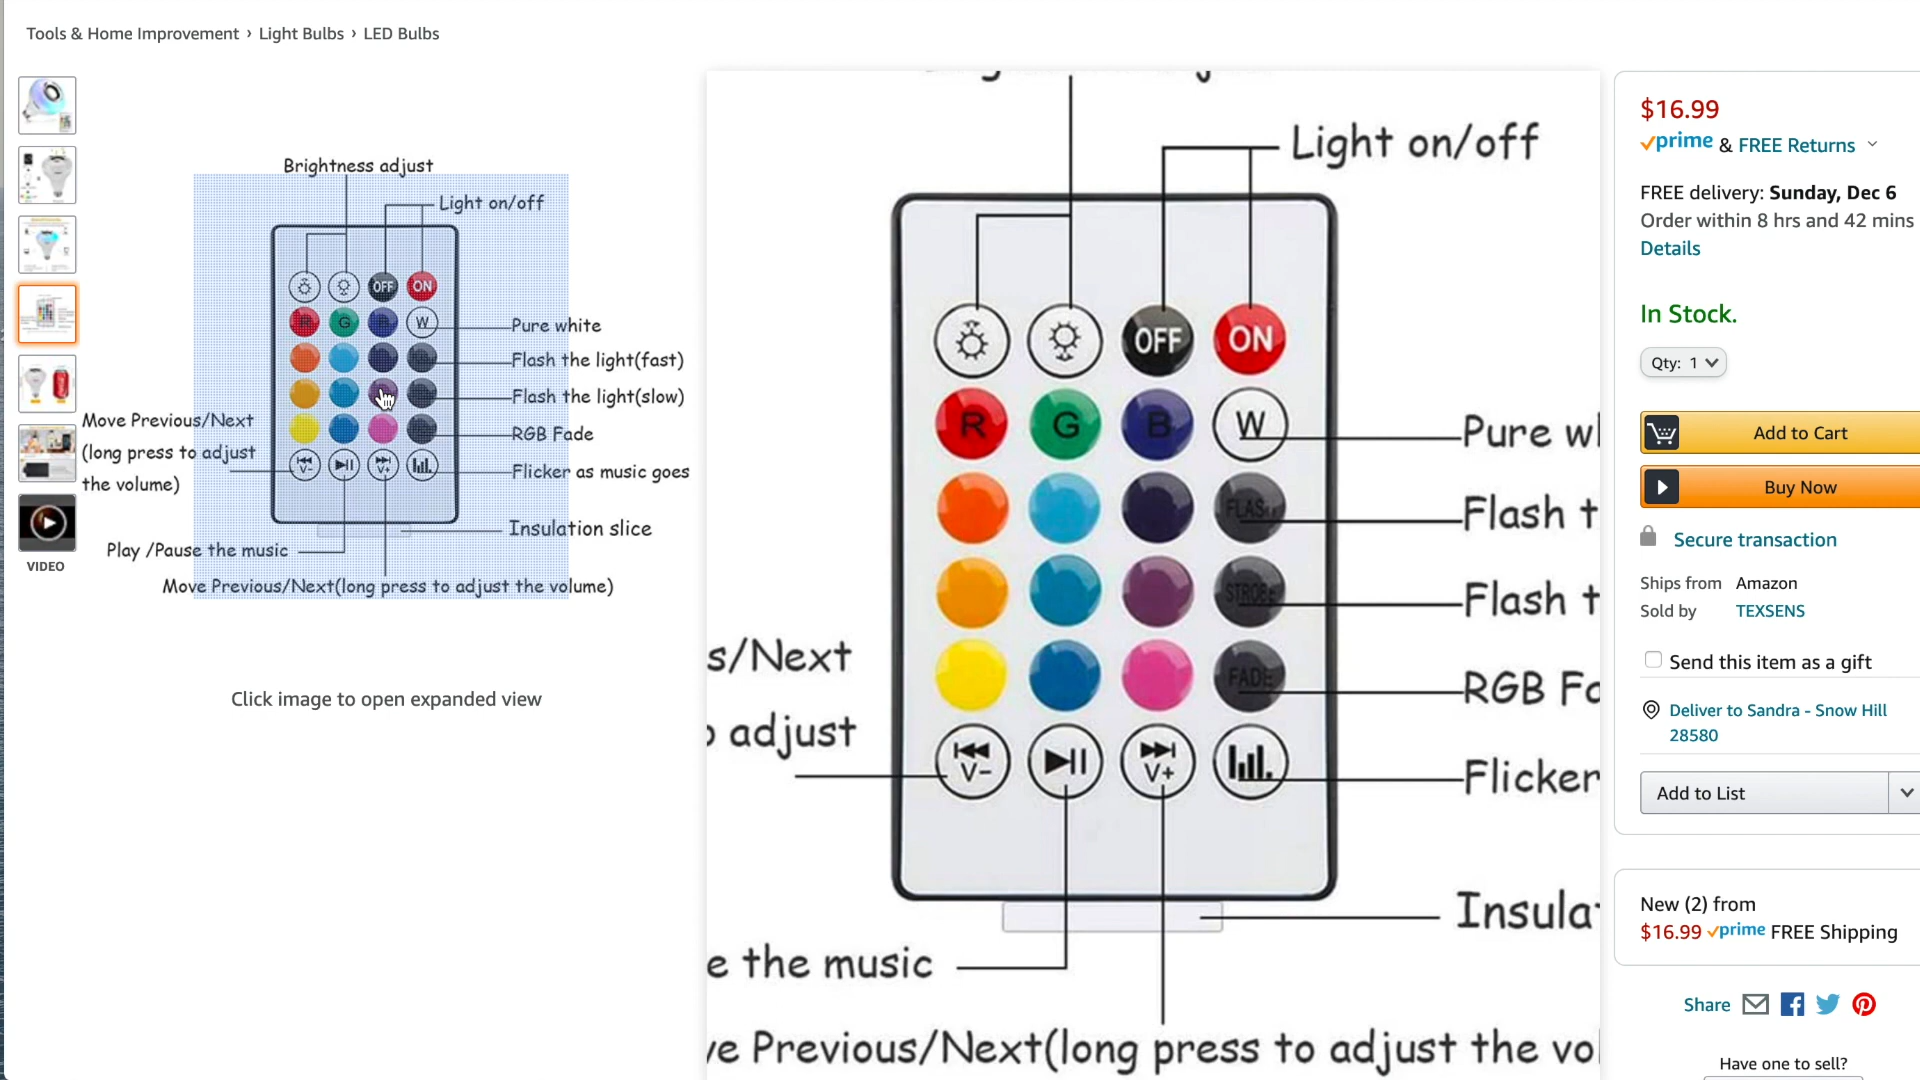 Tools & Home Improvement › Light Bulbs › LED Bulbs
VIDEO
Brightness adjust
Light on/off
OFF ON
R G B W
Pure white
Flash the light(fast)
Flash the light(slow)
RGB Fade
Flicker as music goes
Move Previous/Next
(long press to adjust
the volume)
V- V+
Insulation slice
Play /Pause the music
Move Previous/Next(long press to adjust the volume)
Click image to open expanded view
Light on/off
OFF ON
R G B W
Pure w
FLASH
Flash t
STROBE
Flash t
FADE
RGB Fa
s/Next
adjust
V- V+
Flicker
Insula
e the music
ve Previous/Next(long press to adjust the vo
$16.99
prime & FREE Returns
FREE delivery: Sunday, Dec 6
Order within 8 hrs and 42 mins
Details
In Stock.
Qty: 1
Add to Cart
Buy Now
Secure transaction
Ships from Amazon
Sold by TEXSENS
Send this item as a gift
Deliver to Sandra - Snow Hill
28580
Add to List
New (2) from
$16.99 prime FREE Shipping
Share
Have one to sell?